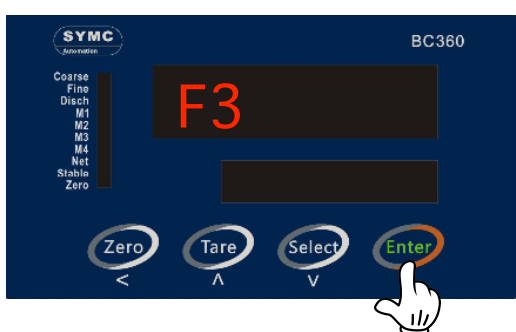 SYMC
Automation
BC360
Coarse
Fine
Disch
M1
M2
M3
M4
Net
Stable
Zero
F3
Zero
Tare
Select
Enter
< ∧ ∨